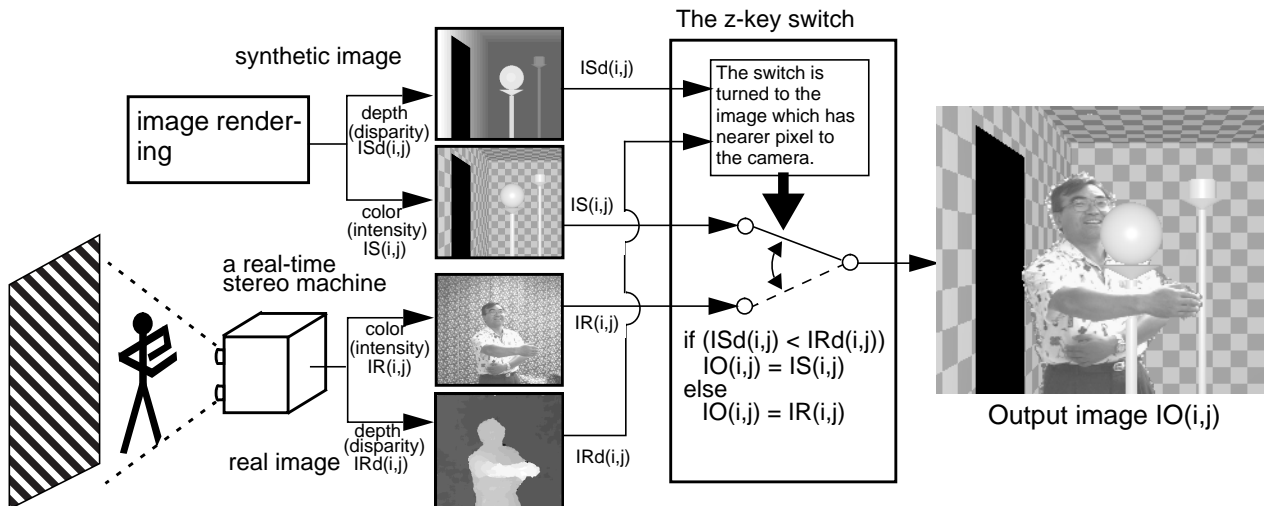 The z-key switch
synthetic image
ISd(i,j)
The switch is
turned to the
image which has
nearer pixel to
the camera.
image render-
ing
depth
(disparity)
ISd(i,j)
color
(intensity)
IS(i,j)
IS(i,j)
a real-time
stereo machine
color
(intensity)
IR(i,j)
IR(i,j)
if (ISd(i,j) < IRd(i,j))
IO(i,j) = IS(i,j)
else
IO(i,j) = IR(i,j)
Output image IO(i,j)
depth
(disparity)
IRd(i,j)
real image
IRd(i,j)